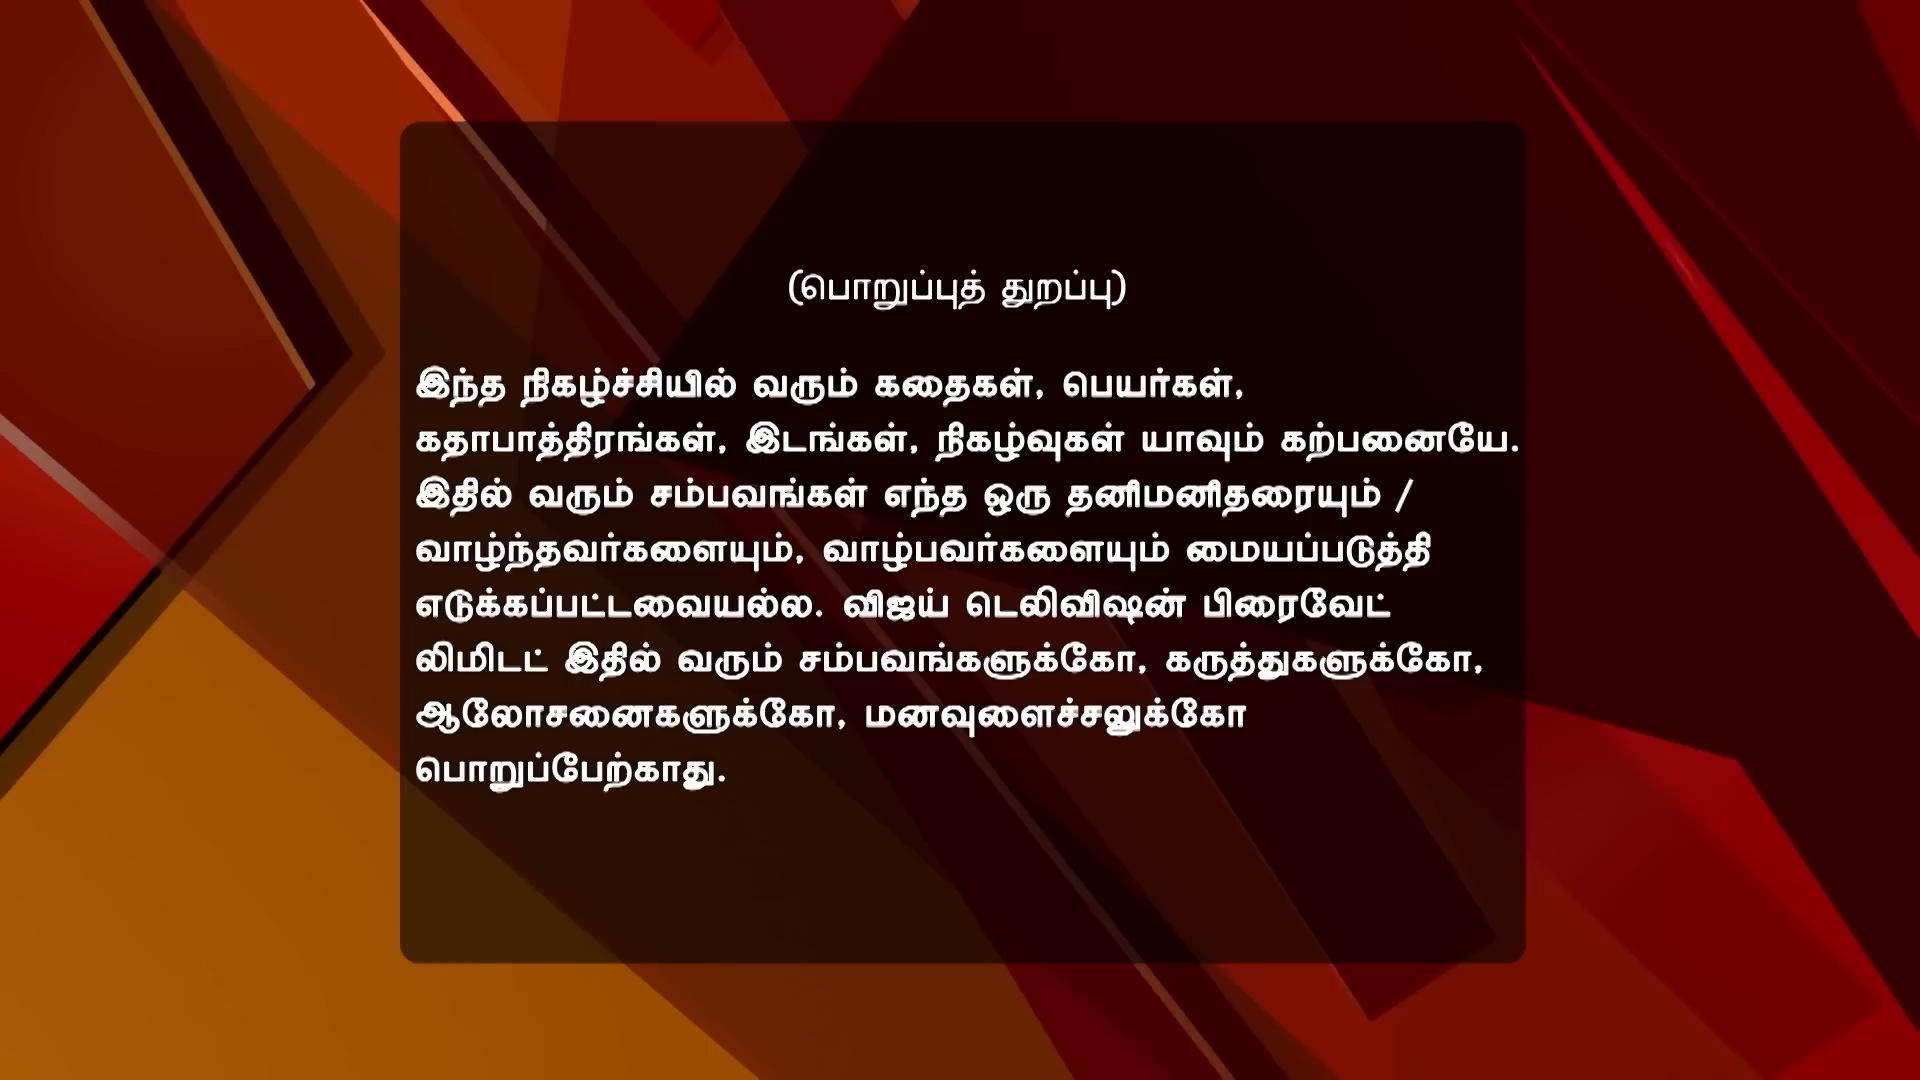 (பொறுப்புத் துறப்பு)
இந்த நிகழ்ச்சியில் வரும் கதைகள், பெயர்கள்,
கதாபாத்திரங்கள், இடங்கள், நிகழ்வுகள் யாவும் கற்பனையே.
இதில் வரும் சம்பவங்கள் எந்த ஒரு தனிமனிதரையும் /
வாழ்ந்தவர்களையும், வாழ்பவர்களையும் மையப்படுத்தி
எடுக்கப்பட்டவையல்ல. விஜய் டெலிவிஷன் பிரைவேட்
லிமிடட் இதில் வரும் சம்பவங்களுக்கோ, கருத்துகளுக்கோ,
ஆலோசனைகளுக்கோ, மனவுளைச்சலுக்கோ
பொறுப்பேற்காது.